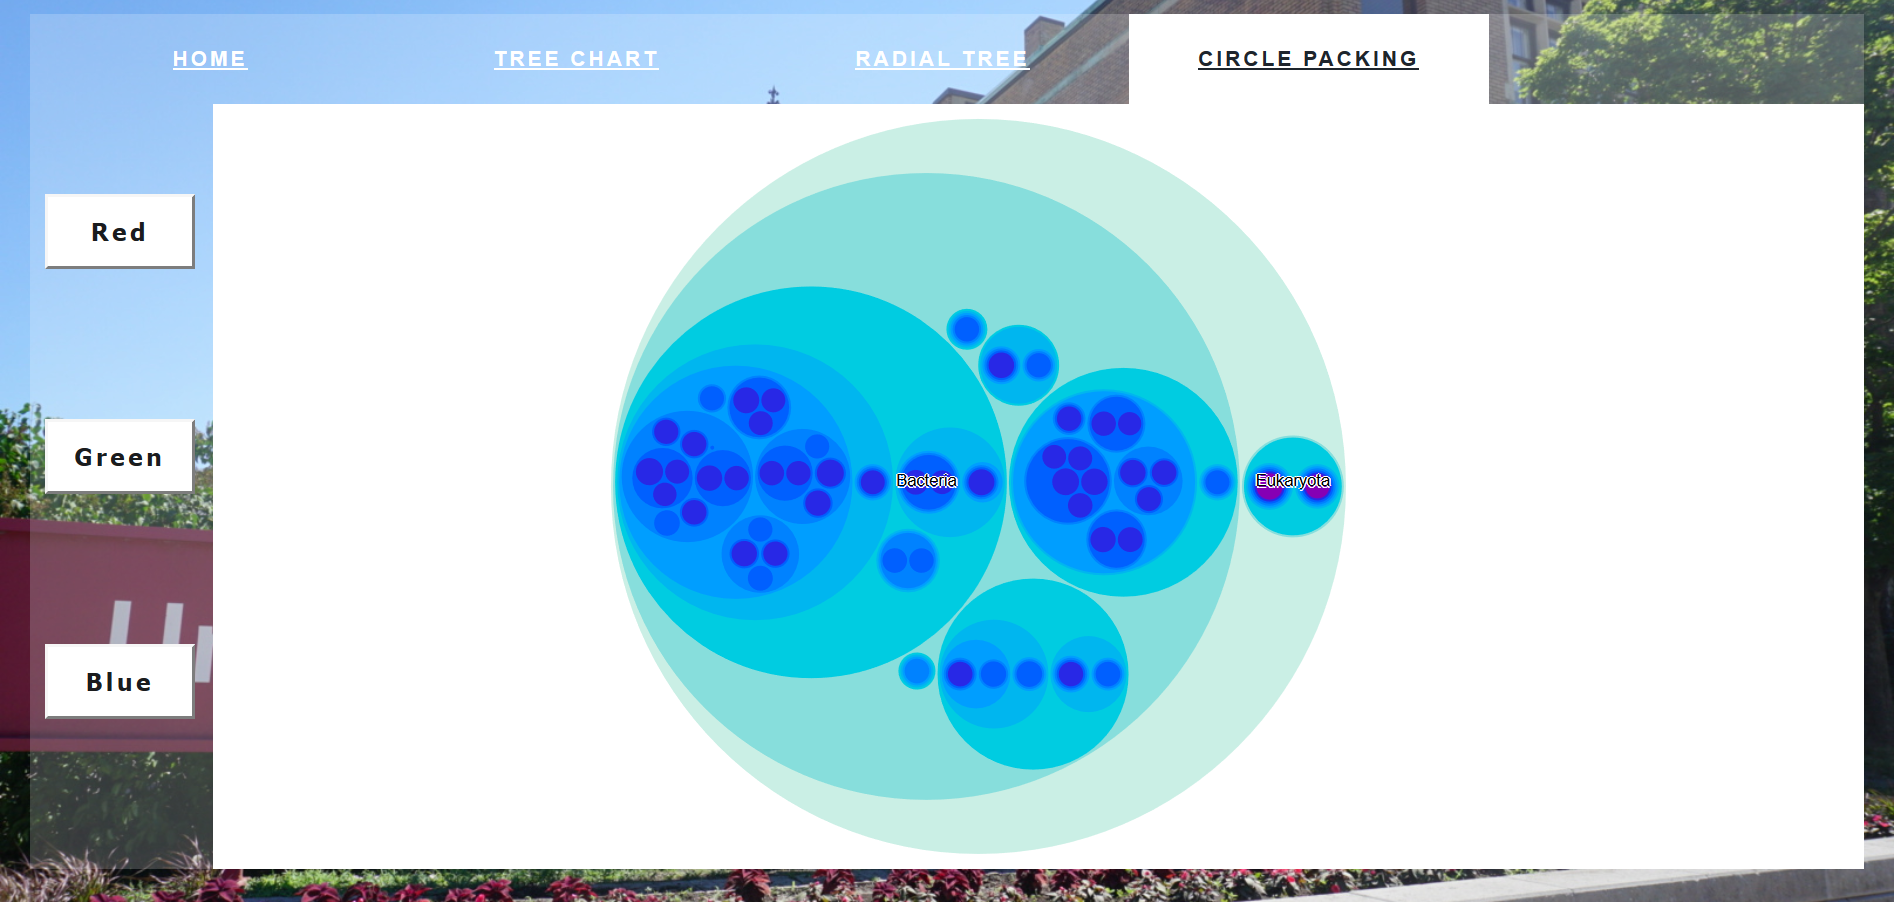 HOME
TREE CHART
RADIAL TREE
CIRCLE PACKING
Red
Green
Blue
Bacteria
Eukaryota